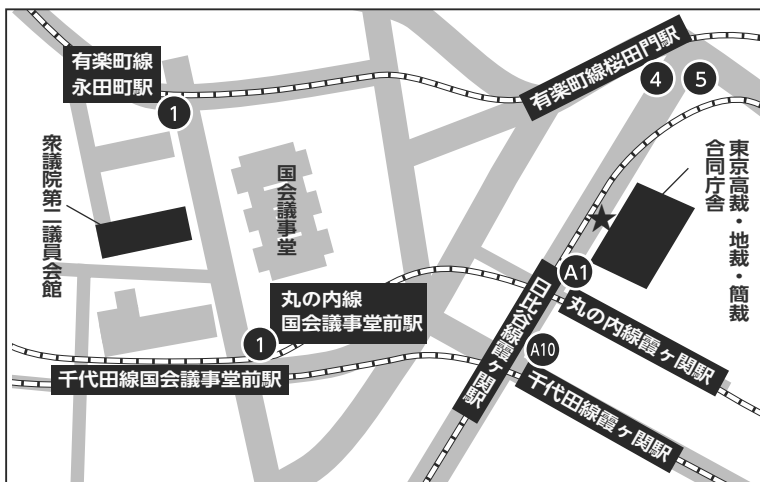 有楽町線
永田町駅
1
有楽町線桜田門駅
4
5
衆議院第二議員会館
国会議事堂
東京高裁・地裁・簡裁
合同庁舎
★
A1
丸の内線
国会議事堂前駅
1
千代田線国会議事堂前駅
日比谷線霞ヶ関駅
丸の内線霞ヶ関駅
A10
千代田線霞ヶ関駅